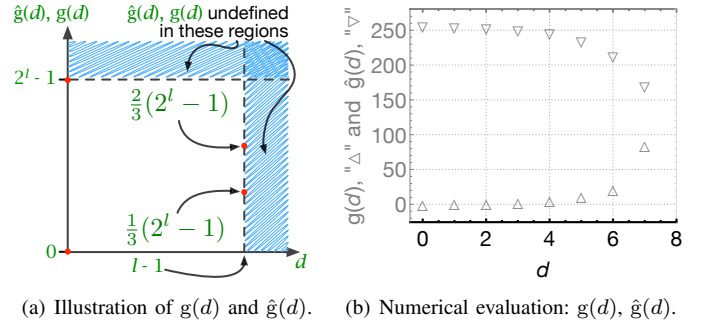 ĝ(d), g(d)
ĝ(d), g(d) undefined
in these regions
2^l - 1
2/3(2^l − 1)
1/3(2^l − 1)
0
l - 1
d
(a) Illustration of g(d) and ĝ(d).
g(d), "△" and ĝ(d), "▽"
250
200
150
100
50
0
0 2 4 6 8
d
(b) Numerical evaluation: g(d), ĝ(d).